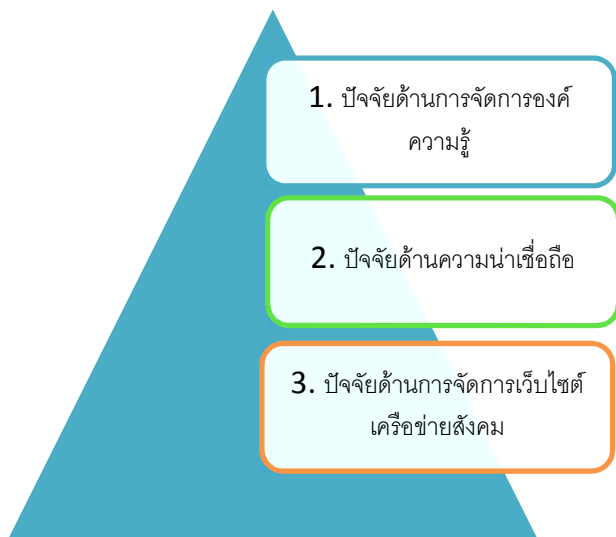 1. ปัจจัยด้านการจัดการองค์
ความรู้
2. ปัจจัยด้านความน่าเชื่อถือ
3. ปัจจัยด้านการจัดการเว็บไซต์
เครือข่ายสังคม